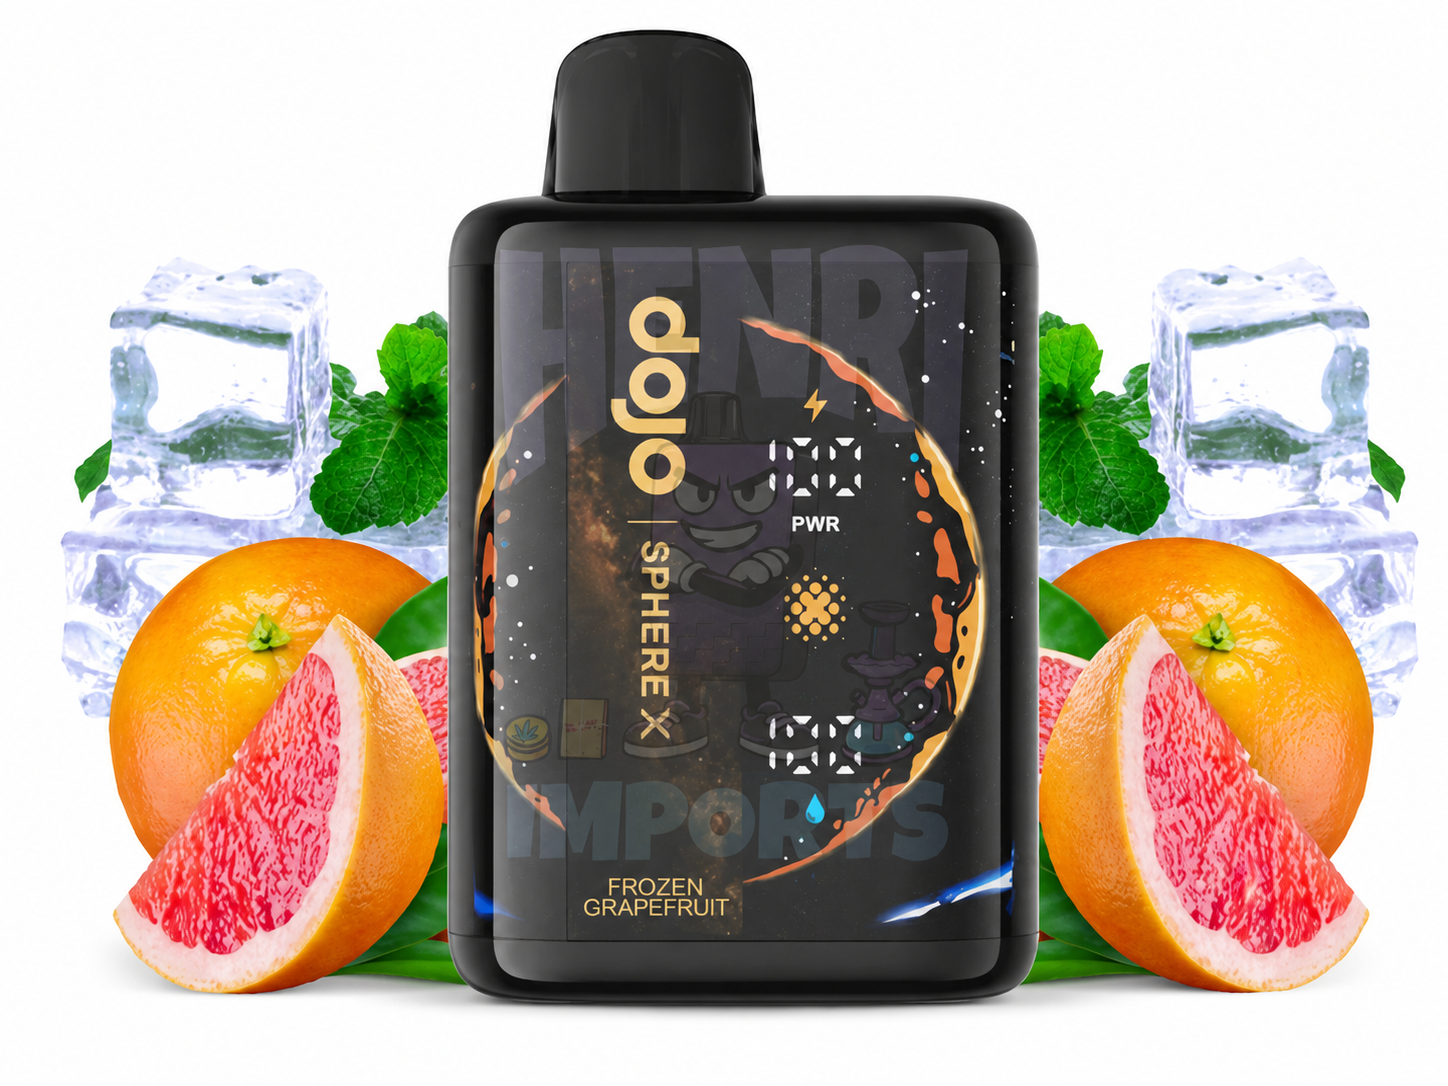 HENRI
dojo | SPHERE X
100
PWR
100
IMPORTS
FROZEN
GRAPEFRUIT